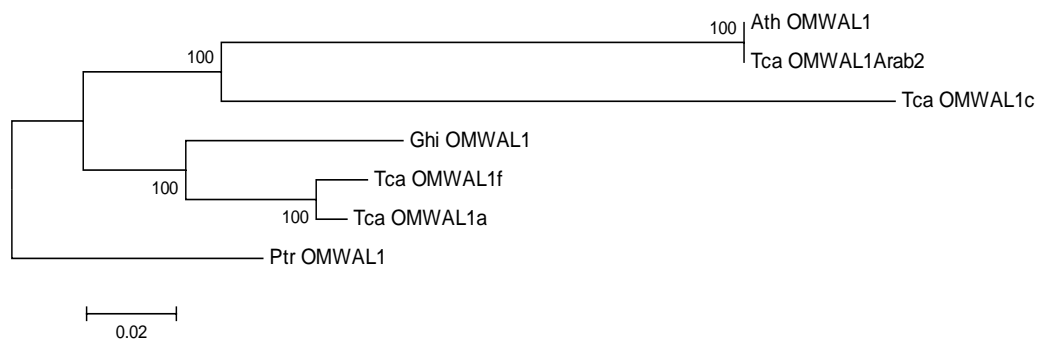 100
Ath OMWAL1
Tca OMWAL1Arab2
100
Tca OMWAL1c
Ghi OMWAL1
100
Tca OMWAL1f
100
Tca OMWAL1a
Ptr OMWAL1
0.02